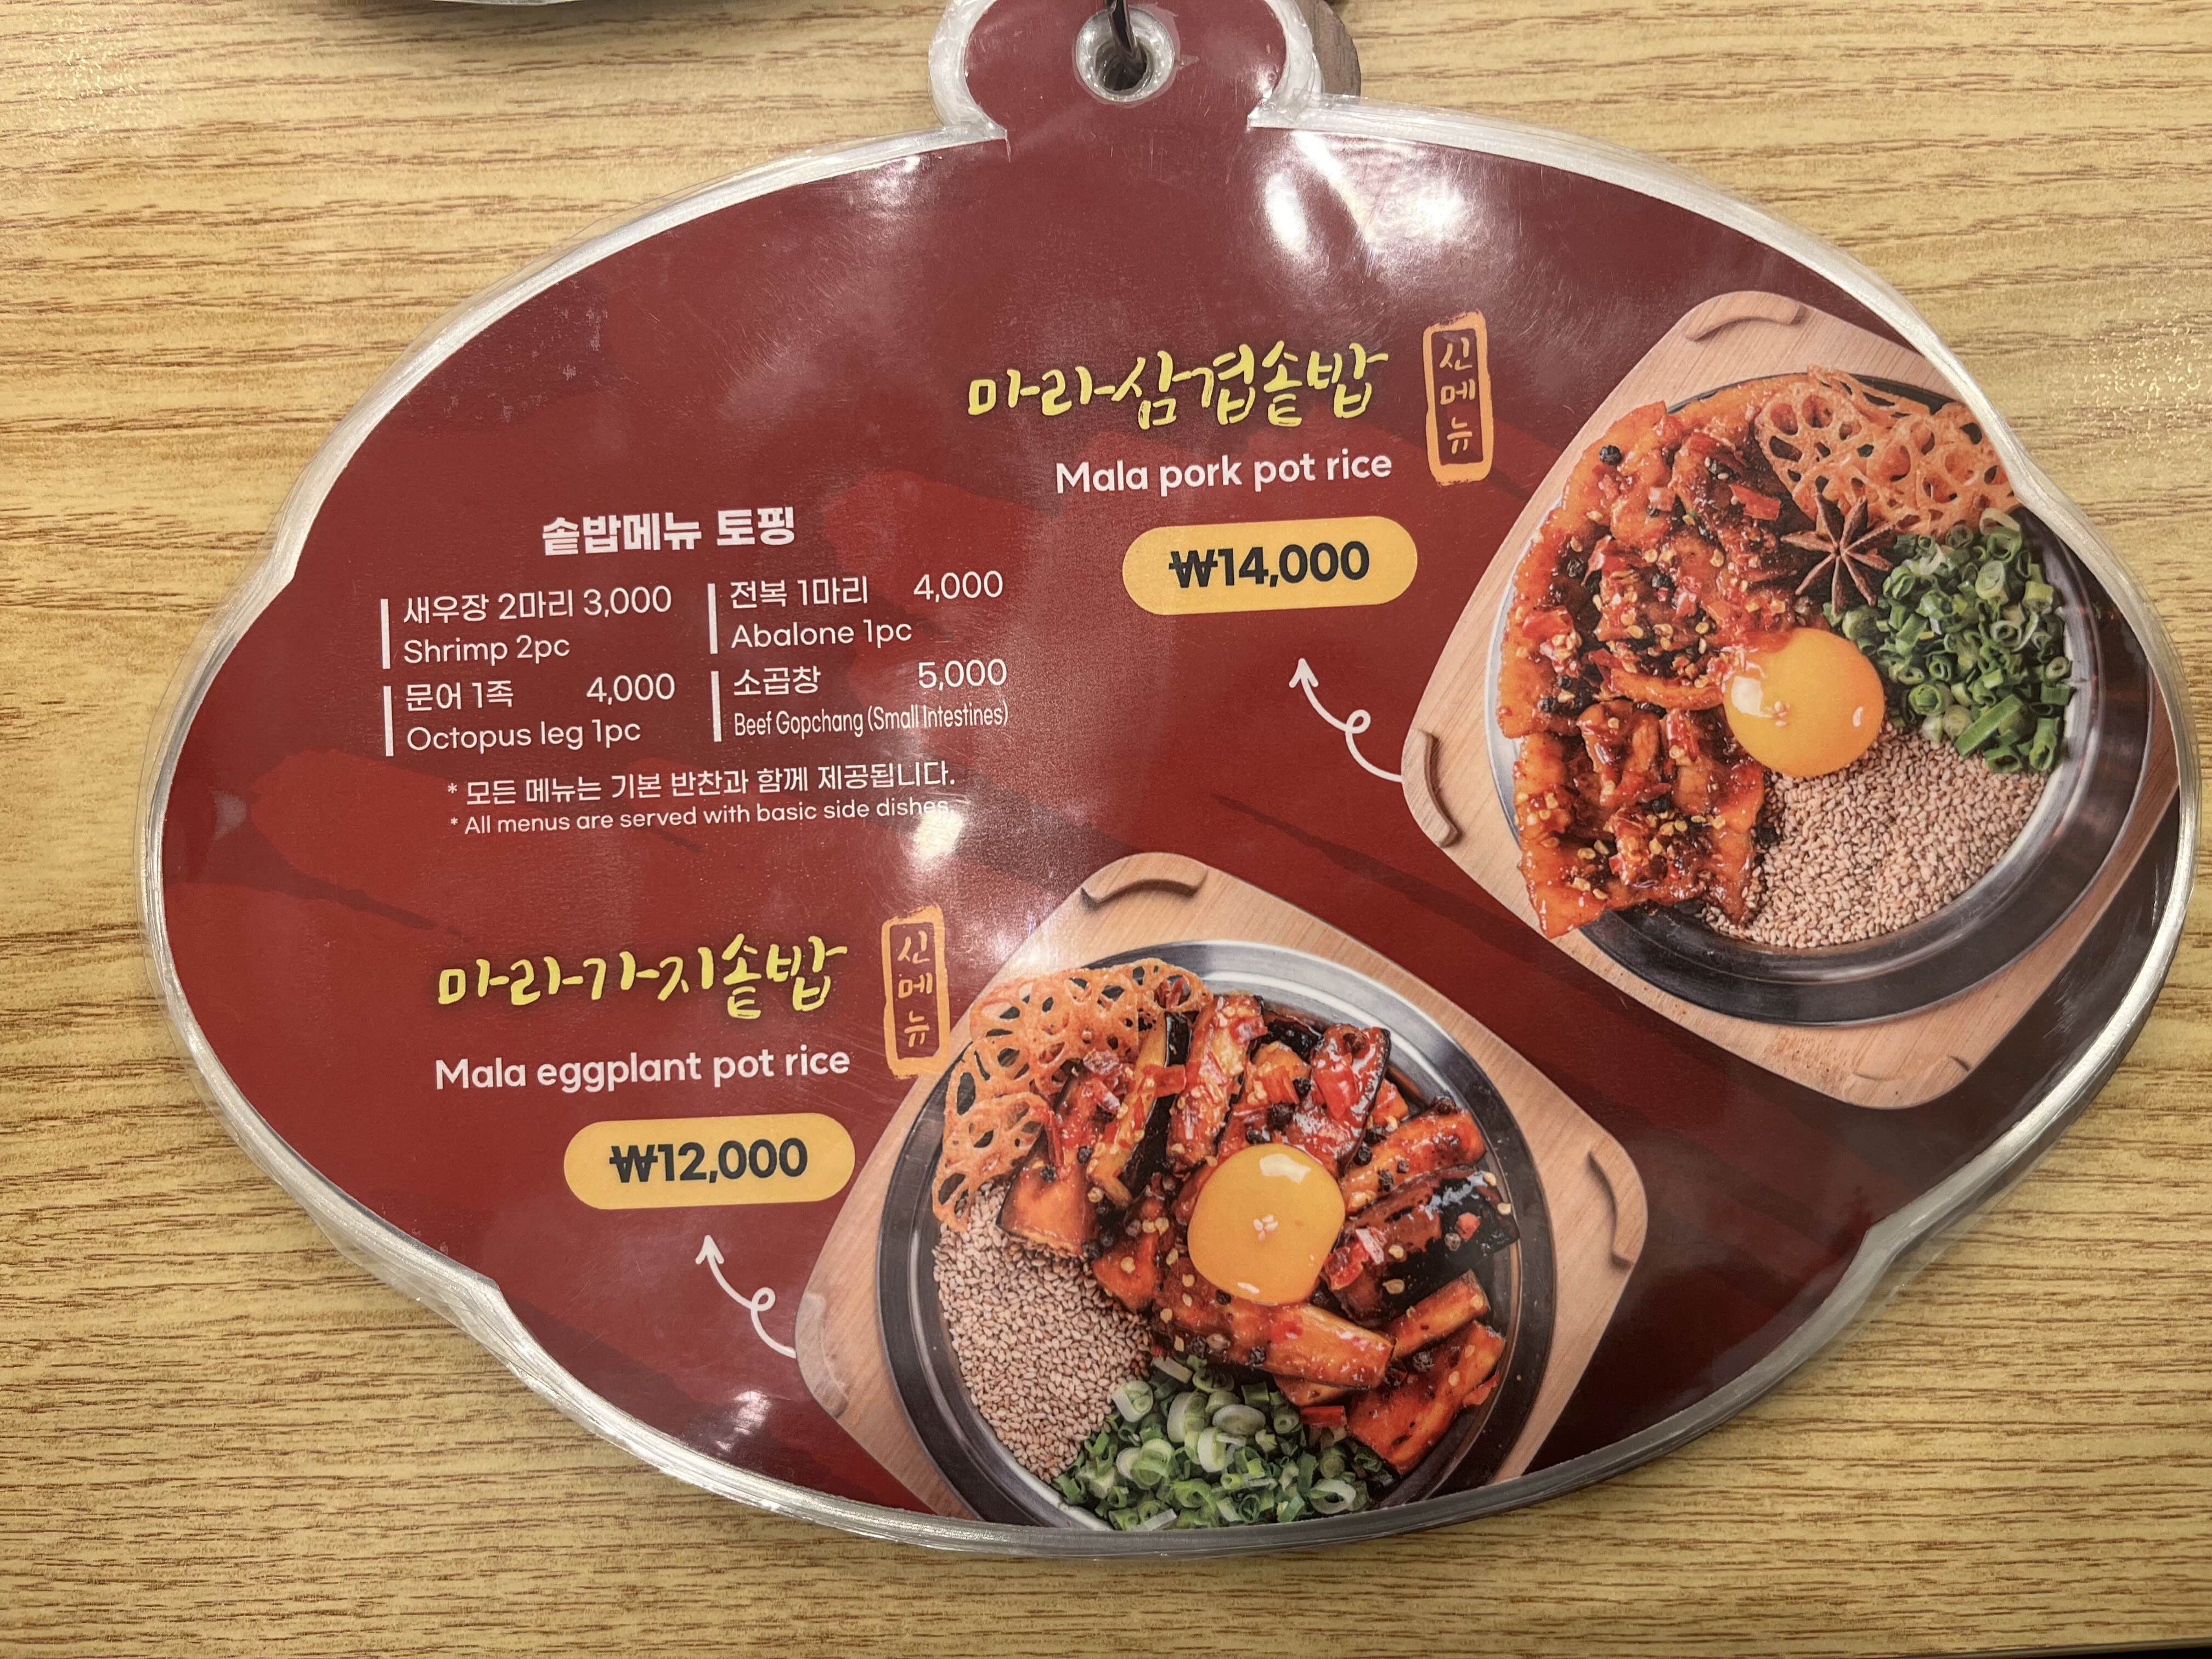 마라삼겹솥밥
신메뉴
Mala pork pot rice
₩14,000
솥밥메뉴 토핑
새우장 2마리 3,000
Shrimp 2pc
전복 1마리 4,000
Abalone 1pc
문어 1족 4,000
Octopus leg 1pc
소곱창 5,000
Beef Gopchang (Small Intestines)
* 모든 메뉴는 기본 반찬과 함께 제공됩니다.
* All menus are served with basic side dishes.
마라가지솥밥
신메뉴
Mala eggplant pot rice
₩12,000